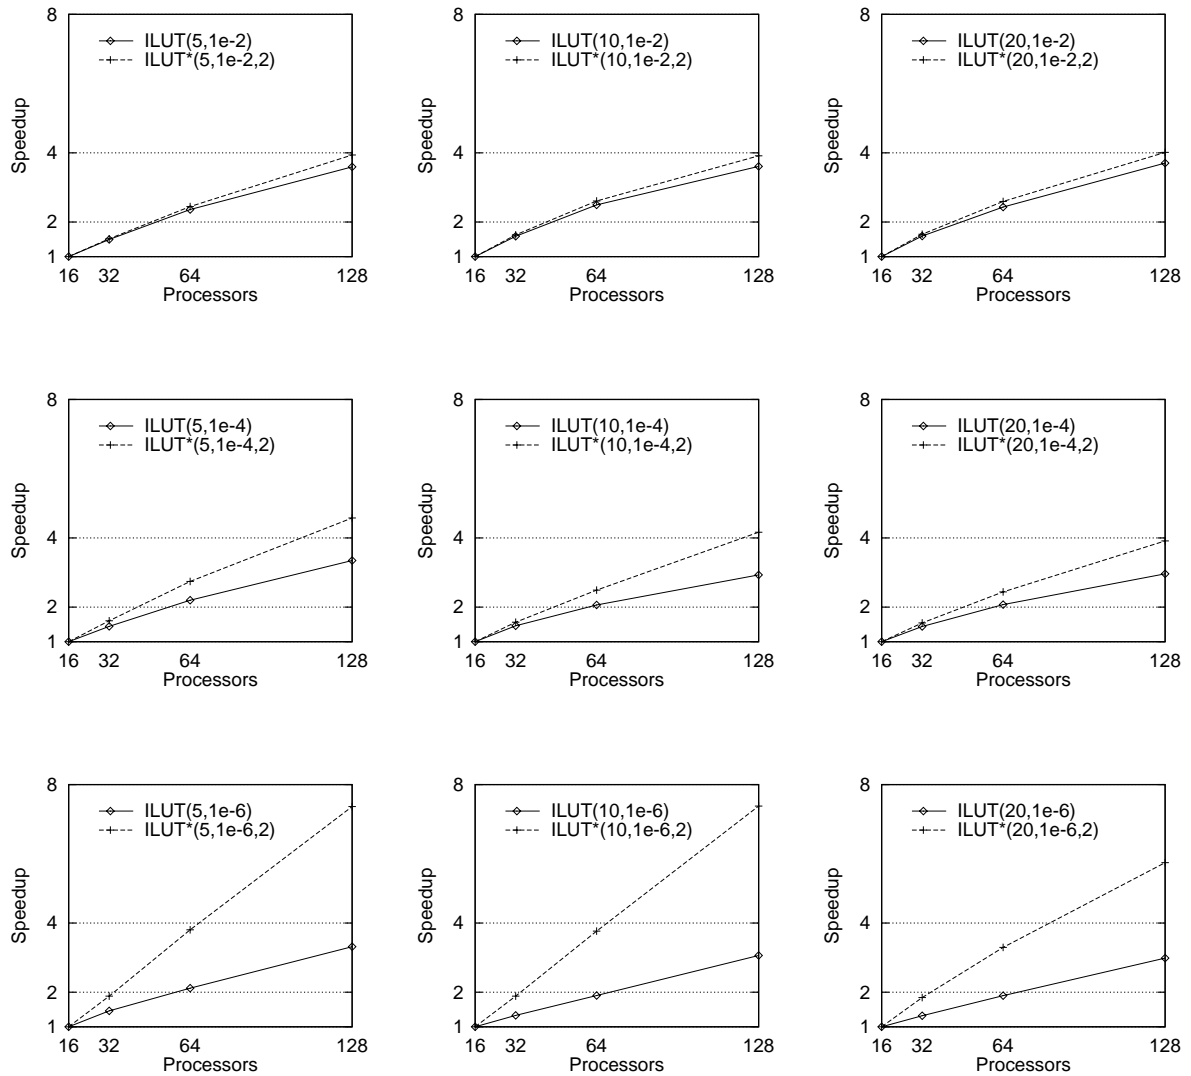 8
ILUT(5,1e-2)
ILUT*(5,1e-2,2)
Speedup
4
2
1
16 32 64 128
Processors
8
ILUT(10,1e-2)
ILUT*(10,1e-2,2)
Speedup
4
2
1
16 32 64 128
Processors
8
ILUT(20,1e-2)
ILUT*(20,1e-2,2)
Speedup
4
2
1
16 32 64 128
Processors
8
ILUT(5,1e-4)
ILUT*(5,1e-4,2)
Speedup
4
2
1
16 32 64 128
Processors
8
ILUT(10,1e-4)
ILUT*(10,1e-4,2)
Speedup
4
2
1
16 32 64 128
Processors
8
ILUT(20,1e-4)
ILUT*(20,1e-4,2)
Speedup
4
2
1
16 32 64 128
Processors
8
ILUT(5,1e-6)
ILUT*(5,1e-6,2)
Speedup
4
2
1
16 32 64 128
Processors
8
ILUT(10,1e-6)
ILUT*(10,1e-6,2)
Speedup
4
2
1
16 32 64 128
Processors
8
ILUT(20,1e-6)
ILUT*(20,1e-6,2)
Speedup
4
2
1
16 32 64 128
Processors